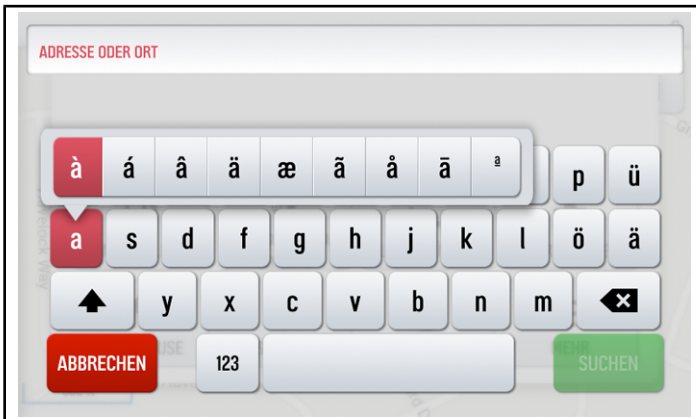 ADRESSE ODER ORT
à á â ä æ ã å ā ª
p ü
a s d f g h j k l ö ä
y x c v b n m
ABBRECHEN 123 SUCHEN